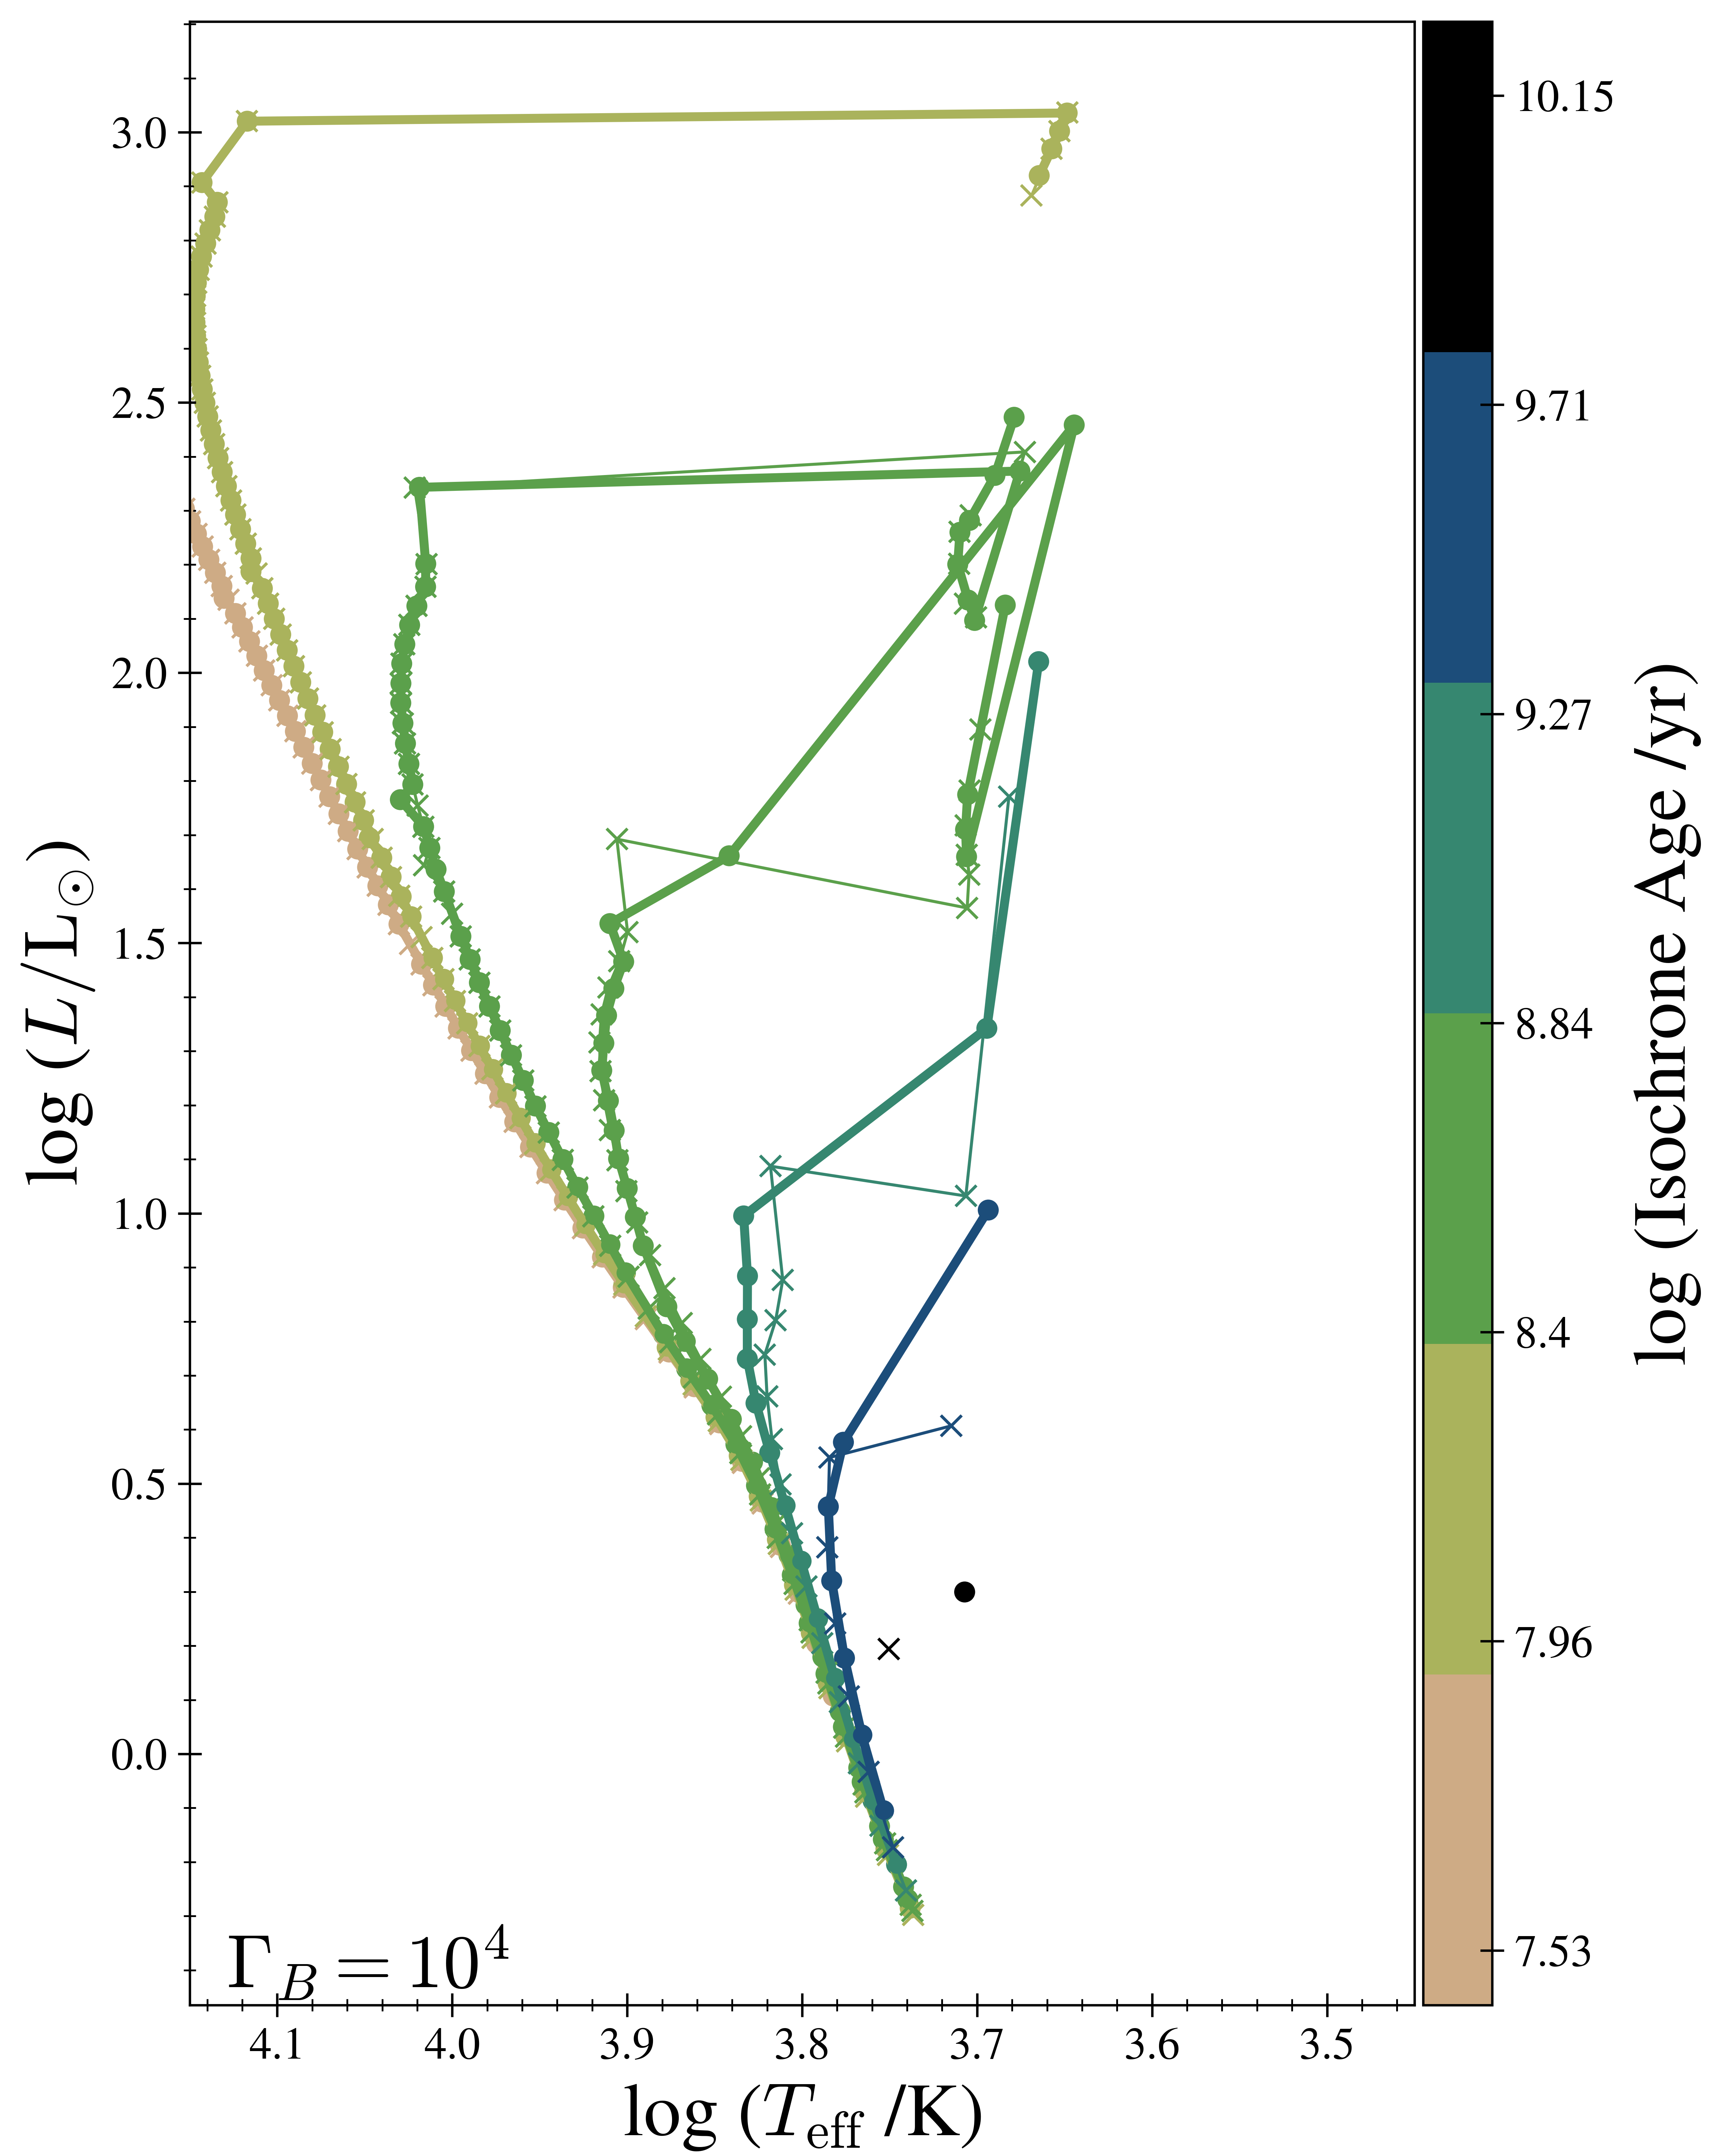 3.0
2.5
2.0
1.5
1.0
0.5
0.0
log (L//L☉)
Γ_B = 10⁴
4.1 4.0 3.9 3.8 3.7 3.6 3.5
log (T_eff /K)
10.15
9.71
9.27
8.84
8.4
7.96
7.53
log (Isochrone Age /yr)